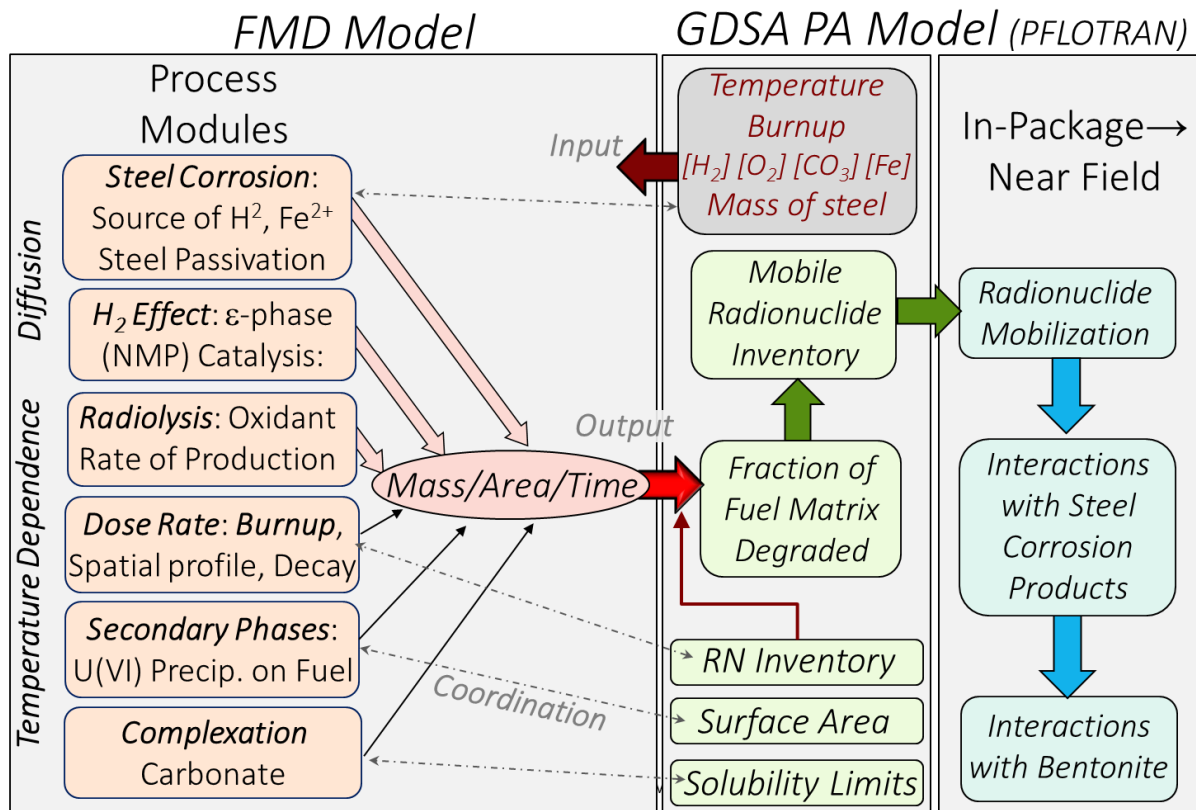 FMD Model
GDSA PA Model (PFLOTRAN)
Process
Modules
Steel Corrosion:
Source of H², Fe²⁺
Steel Passivation
H₂ Effect: ε-phase
(NMP) Catalysis:
Radiolysis: Oxidant
Rate of Production
Dose Rate: Burnup,
Spatial profile, Decay
Secondary Phases:
U(VI) Precip. on Fuel
Complexation
Carbonate
Diffusion
Temperature Dependence
Mass/Area/Time
Input
Output
Coordination
Temperature
Burnup
[H₂] [O₂] [CO₃] [Fe]
Mass of steel
Mobile
Radionuclide
Inventory
Fraction of
Fuel Matrix
Degraded
RN Inventory
Surface Area
Solubility Limits
In-Package→
Near Field
Radionuclide
Mobilization
Interactions
with Steel
Corrosion
Products
Interactions
with Bentonite